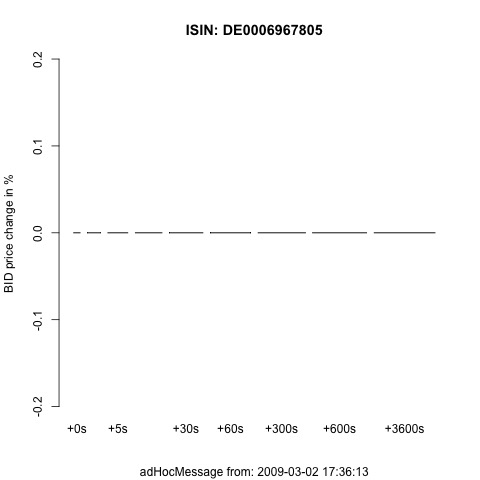 ISIN: DE0006967805
BID price change in %
0.2
0.1
0.0
-0.1
-0.2
+0s +5s +30s +60s +300s +600s +3600s
adHocMessage from: 2009-03-02 17:36:13